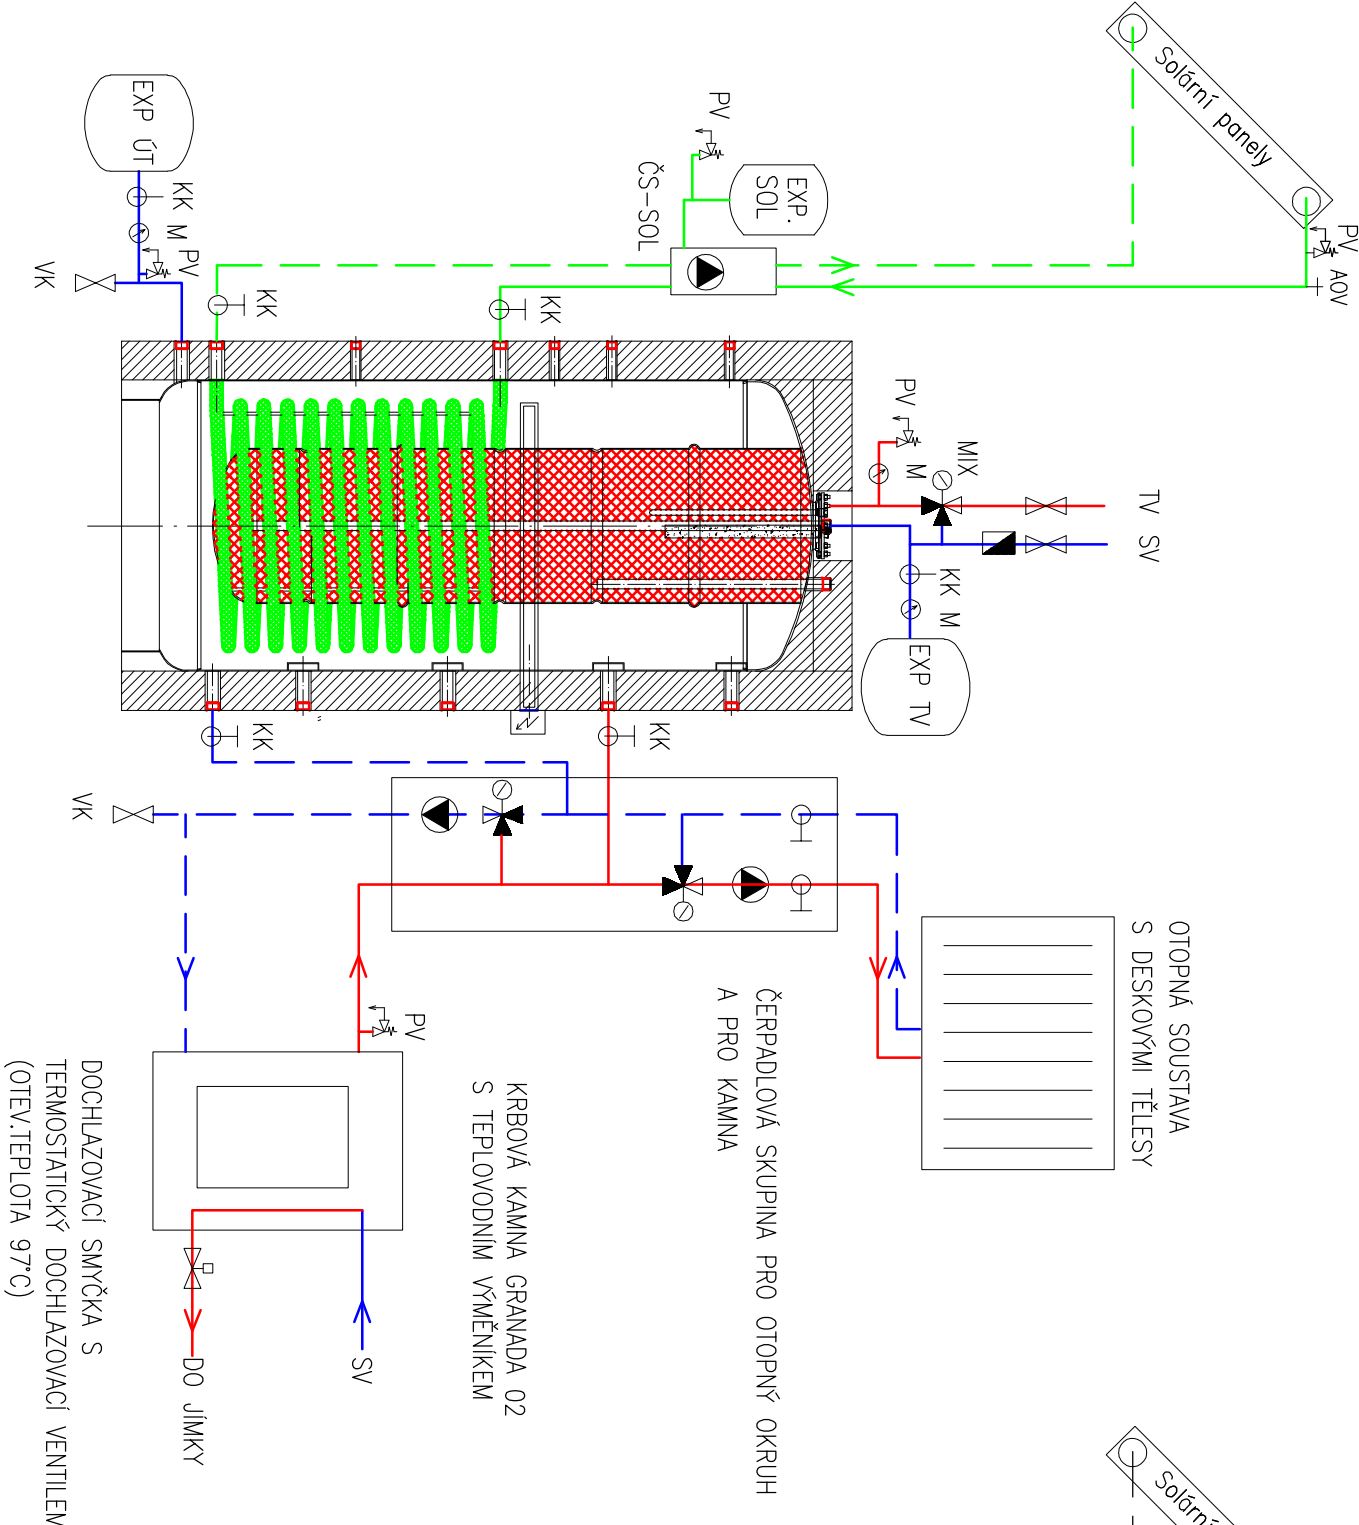 Solární panely
PV
AOV
PV
EXP.
SOL
ČS-SOL
EXP ÚT
KK
M
PV
VK
KK
KK
PV
M
MIX
TV
SV
KK
M
EXP TV
KK
KK
VK
OTOPNÁ SOUSTAVA
S DESKOVÝMI TĚLESY
ČERPADLOVÁ SKUPINA PRO OTOPNÝ OKRUH
A PRO KAMNA
PV
KRBOVÁ KAMNA GRANADA 02
S TEPLOVODNÍM VÝMĚNÍKEM
SV
DO JÍMKY
DOCHLAZOVACÍ SMYČKA S
TERMOSTATICKÝ DOCHLAZOVACÍ VENTILEM
(OTEV.TEPLOTA 97°C)
Solární